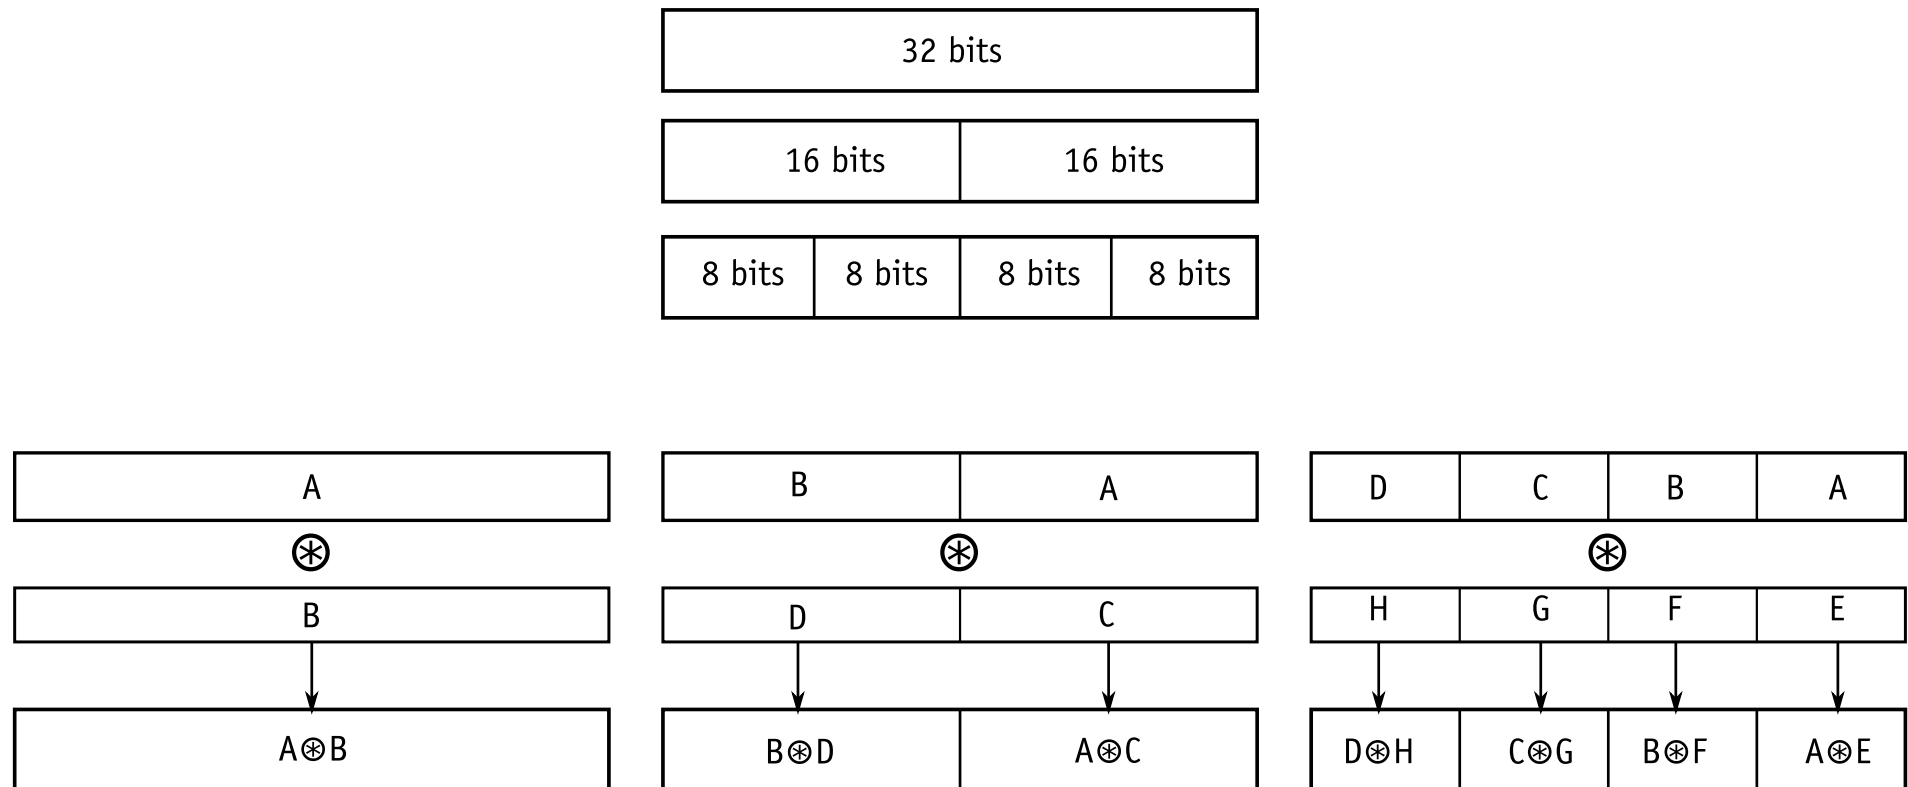 32 bits
16 bits 16 bits
8 bits 8 bits 8 bits 8 bits
A B A D C B A
⊛ ⊛ ⊛
B D C H G F E
A⊛B B⊛D A⊛C D⊛H C⊛G B⊛F A⊛E